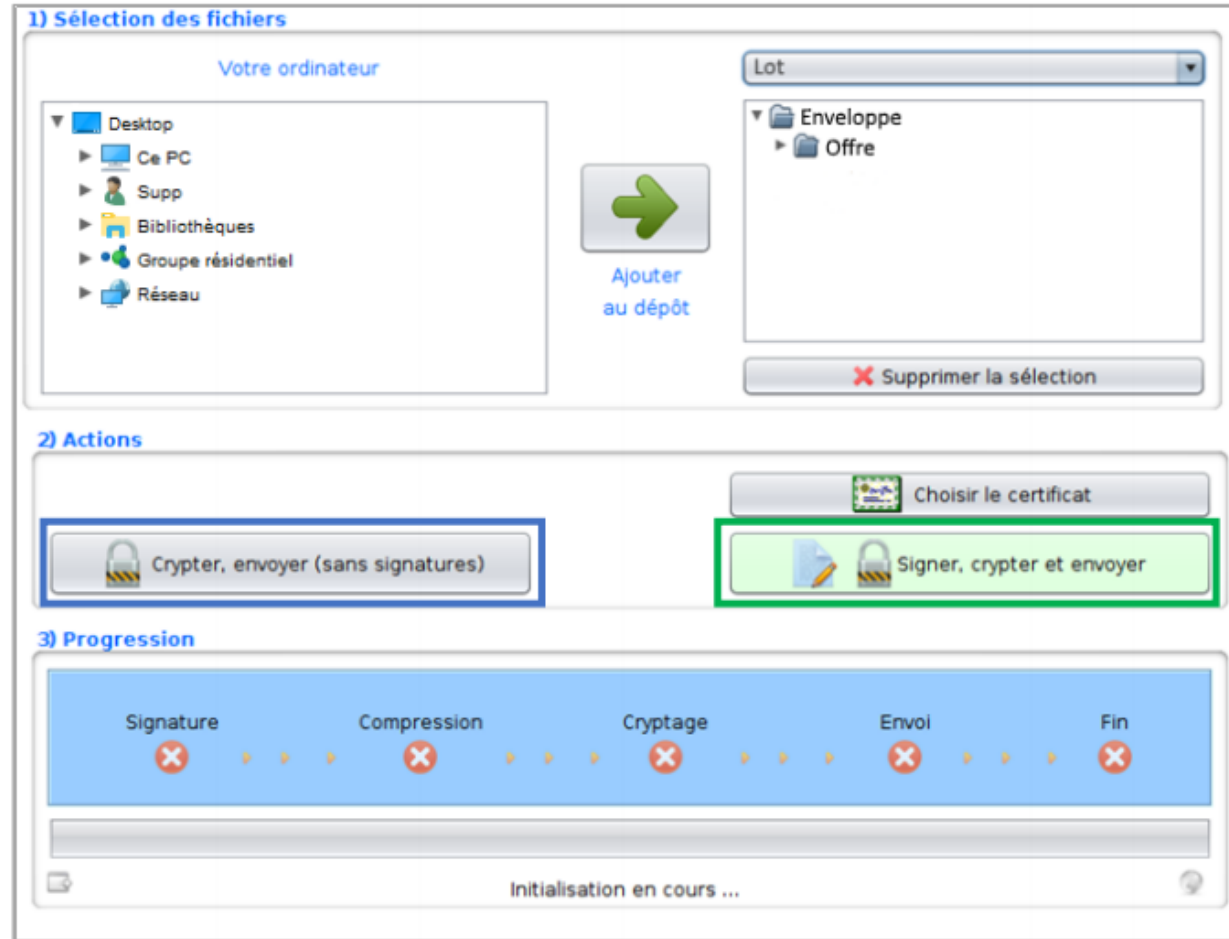 1) Sélection des fichiers
Votre ordinateur
Lot
Desktop
Ce PC
Supp
Bibliothèques
Groupe résidentiel
Réseau
Ajouter
au dépôt
Enveloppe
Offre
Supprimer la sélection
2) Actions
Choisir le certificat
Crypter, envoyer (sans signatures)
Signer, crypter et envoyer
3) Progression
Signature Compression Cryptage Envoi Fin
Initialisation en cours ...